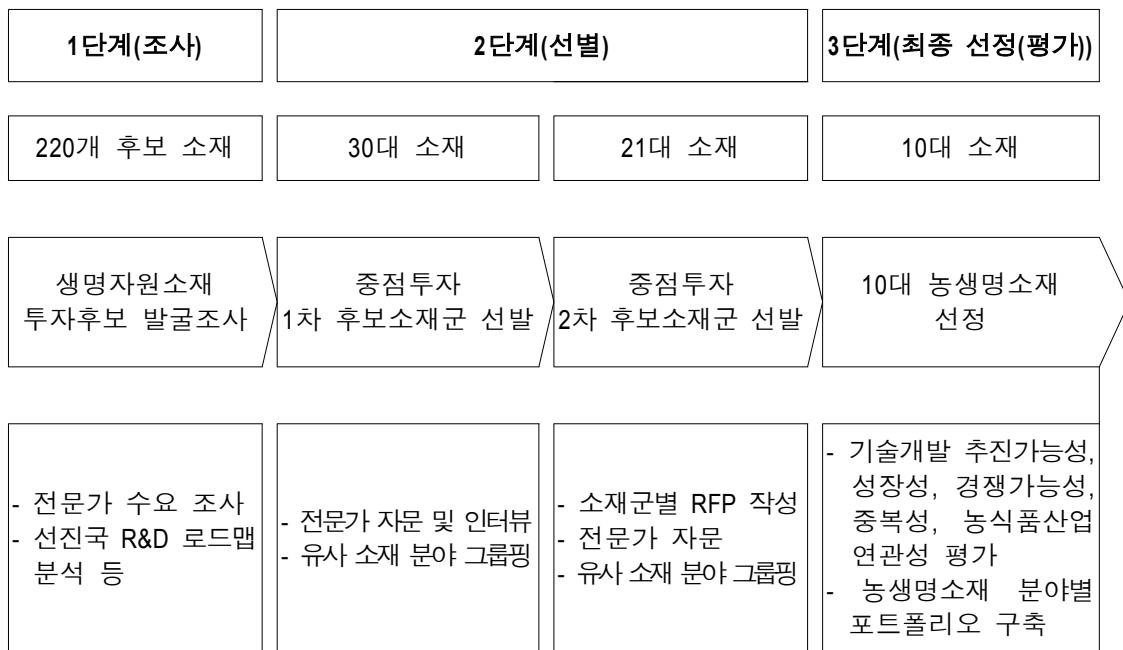 1단계(조사)
2단계(선별)
3단계(최종 선정(평가))
220개 후보 소재
30대 소재
21대 소재
10대 소재
생명자원소재
투자후보 발굴조사
중점투자
1차 후보소재군 선발
중점투자
2차 후보소재군 선발
10대 농생명소재
선정
- 전문가 수요 조사
- 선진국 R&D 로드맵
분석 등
- 전문가 자문 및 인터뷰
- 유사 소재 분야 그룹핑
- 소재군별 RFP 작성
- 전문가 자문
- 유사 소재 분야 그룹핑
- 기술개발 추진가능성,
성장성, 경쟁가능성,
중복성, 농식품산업
연관성 평가
- 농생명소재 분야별
포트폴리오 구축